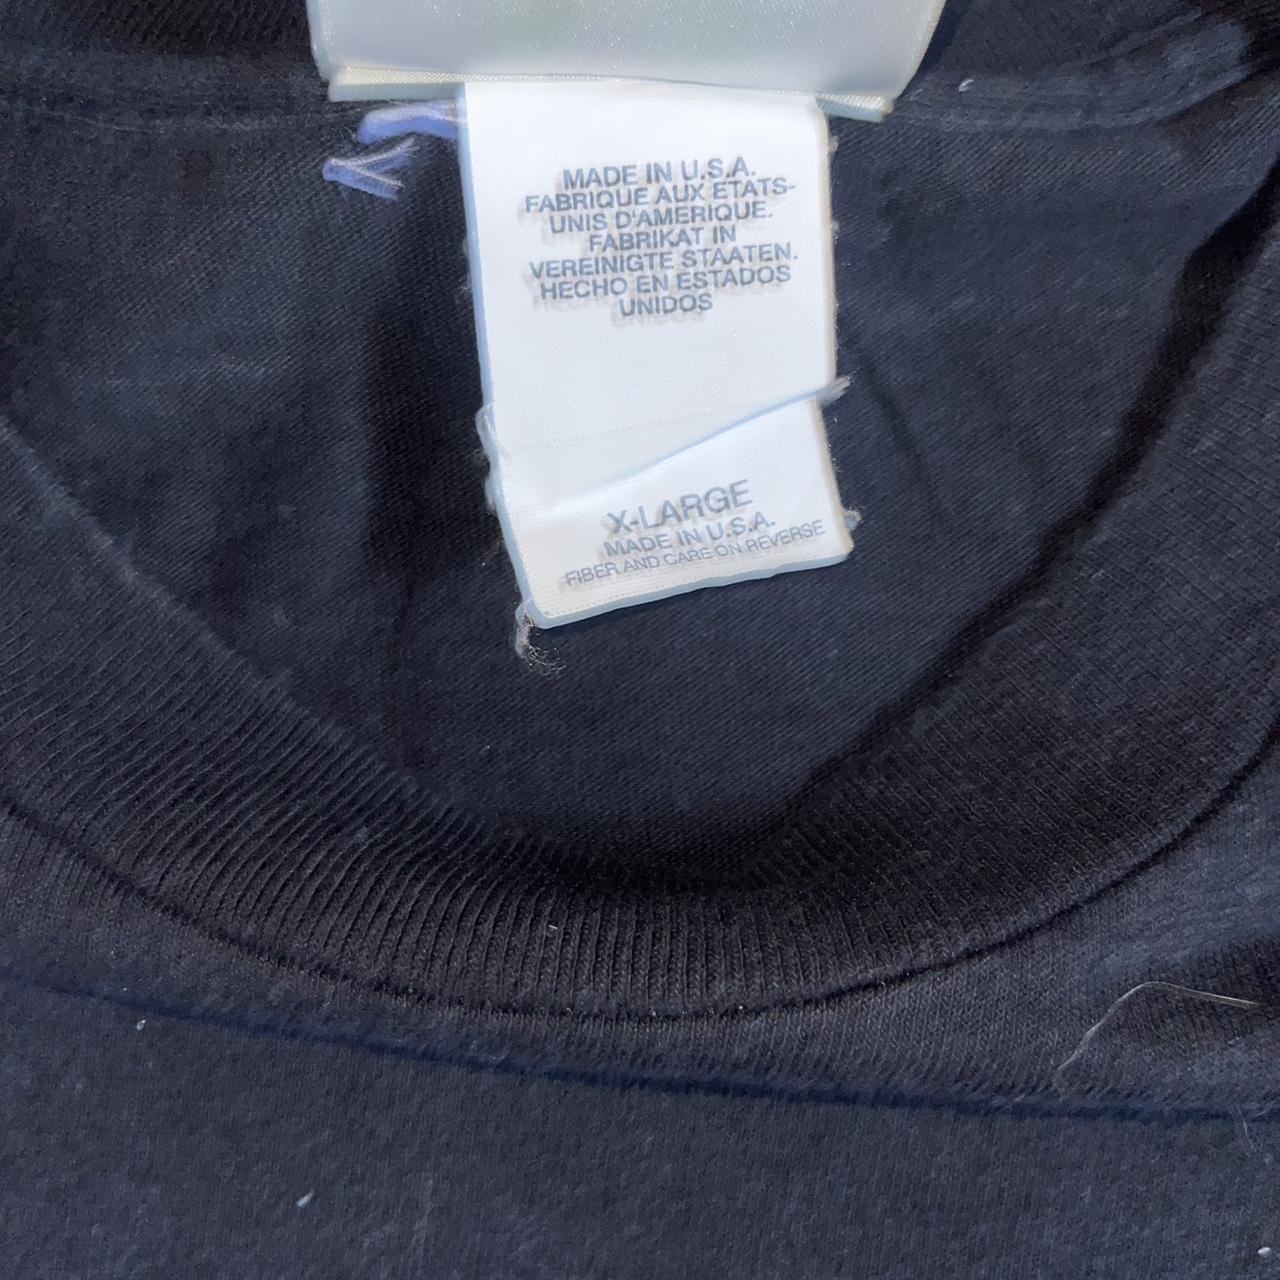 MADE IN U.S.A.
FABRIQUE AUX ETATS-
UNIS D'AMERIQUE.
FABRIKAT IN
VEREINIGTE STAATEN.
HECHO EN ESTADOS
UNIDOS
X-LARGE
MADE IN U.S.A.
FIBER AND CARE ON REVERSE